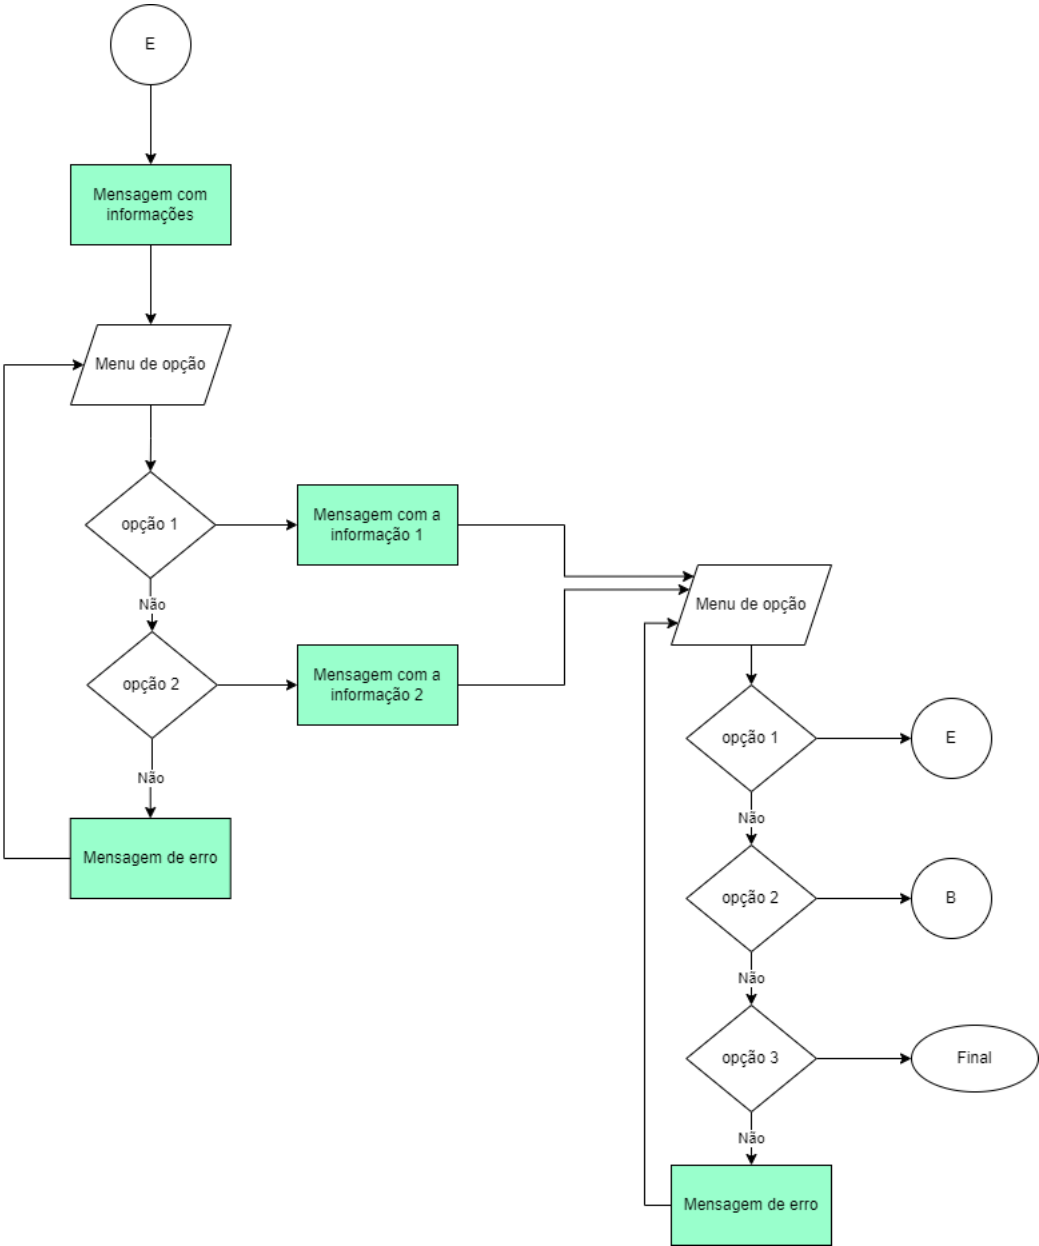 E
Mensagem com
informações
Menu de opção
opção 1
Mensagem com a
informação 1
Não
opção 2
Mensagem com a
informação 2
Não
Mensagem de erro
Menu de opção
opção 1
E
Não
opção 2
B
Não
opção 3
Final
Não
Mensagem de erro